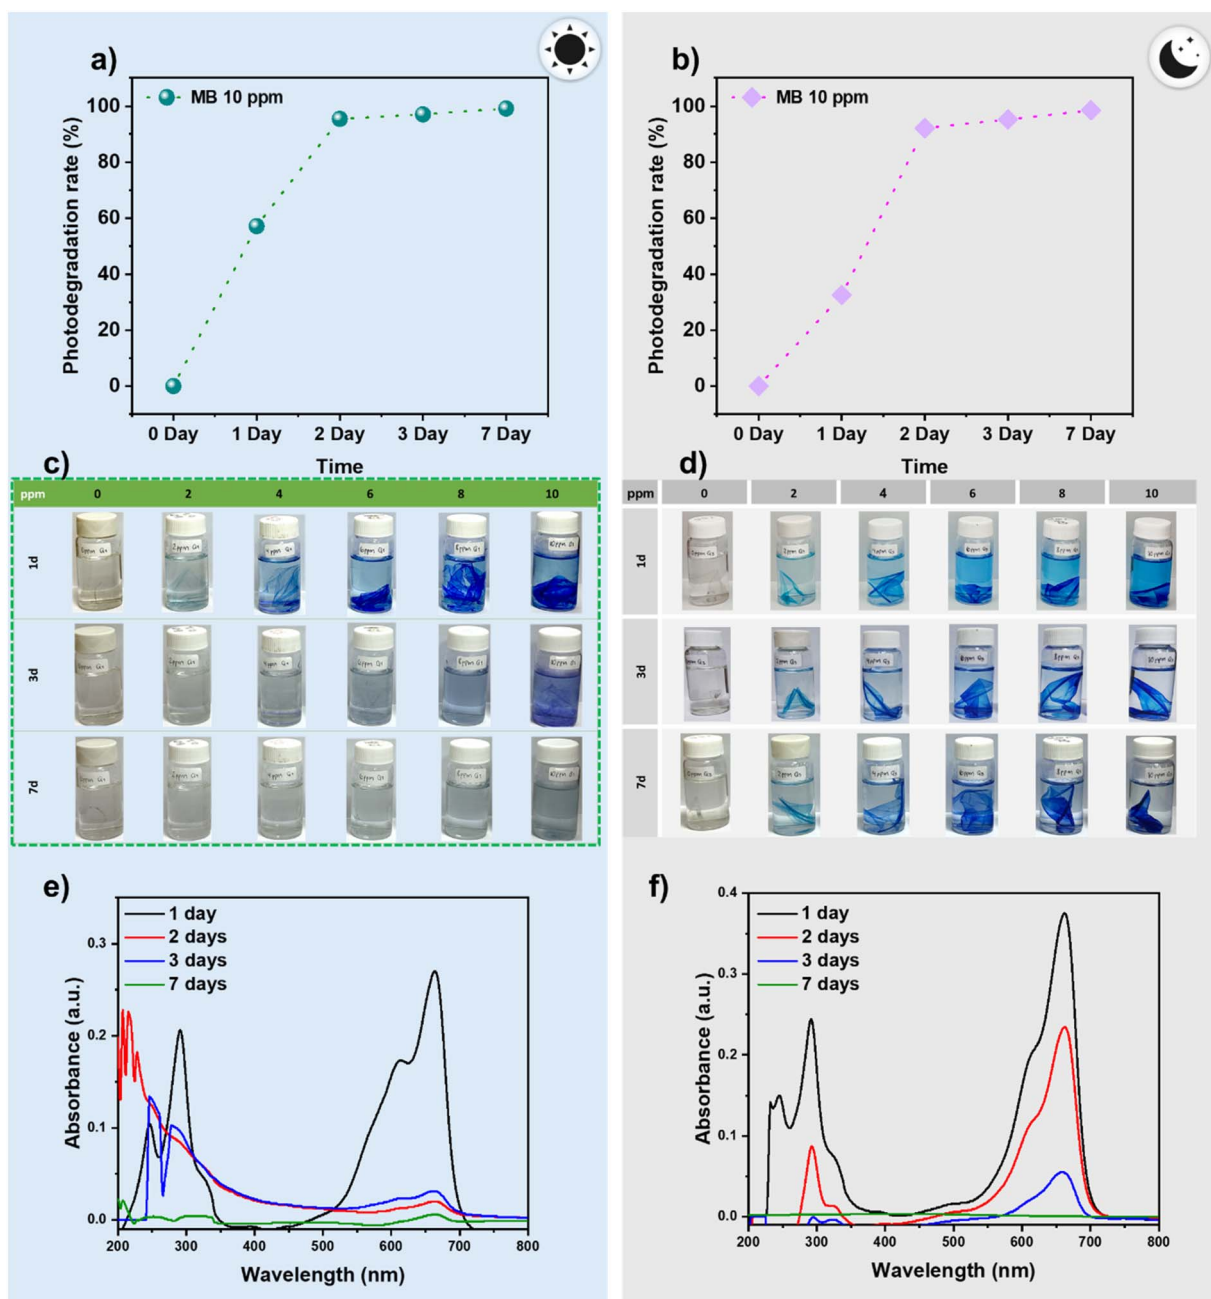 a)
MB 10 ppm
Photodegradation rate (%)
100
80
60
40
20
0
0 Day 1 Day 2 Day 3 Day 7 Day
Time
b)
MB 10 ppm
Photodegradation rate (%)
100
80
60
40
20
0
0 Day 1 Day 2 Day 3 Day 7 Day
Time
c)
ppm 0 2 4 6 8 10
1d
3d
7d
d)
ppm 0 2 4 6 8 10
1d
3d
7d
e)
1 day
2 days
3 days
7 days
Absorbance (a.u.)
0.3
0.2
0.1
0.0
200 300 400 500 600 700 800
Wavelength (nm)
f)
1 day
2 days
3 days
7 days
Absorbance (a.u.)
0.4
0.3
0.2
0.1
0.0
200 300 400 500 600 700 800
Wavelength (nm)